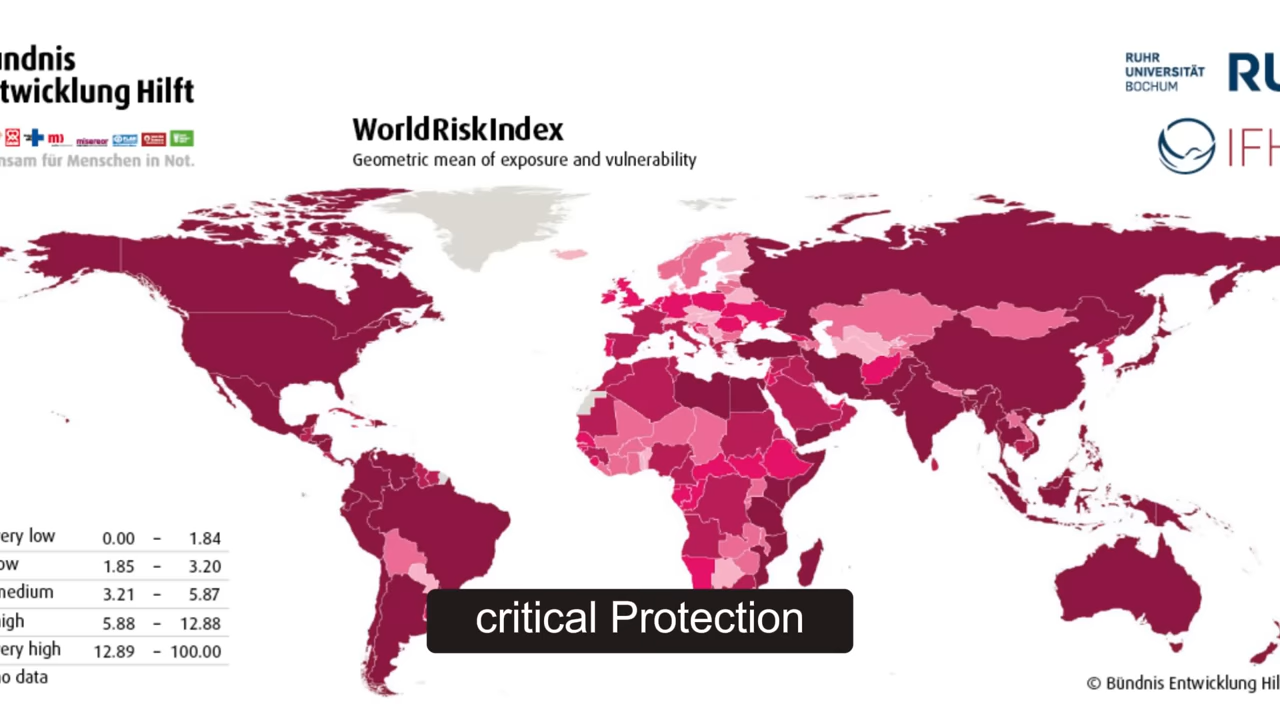 ündnis
twicklung Hilft
misereor
nsam für Menschen in Not.
WorldRiskIndex
Geometric mean of exposure and vulnerability
RUHR
UNIVERSITÄT
BOCHUM
RU
IFH
ery low 0.00 – 1.84
ow 1.85 – 3.20
medium 3.21 – 5.87
igh 5.88 – 12.88
ery high 12.89 – 100.00
o data
critical Protection
© Bündnis Entwicklung Hil